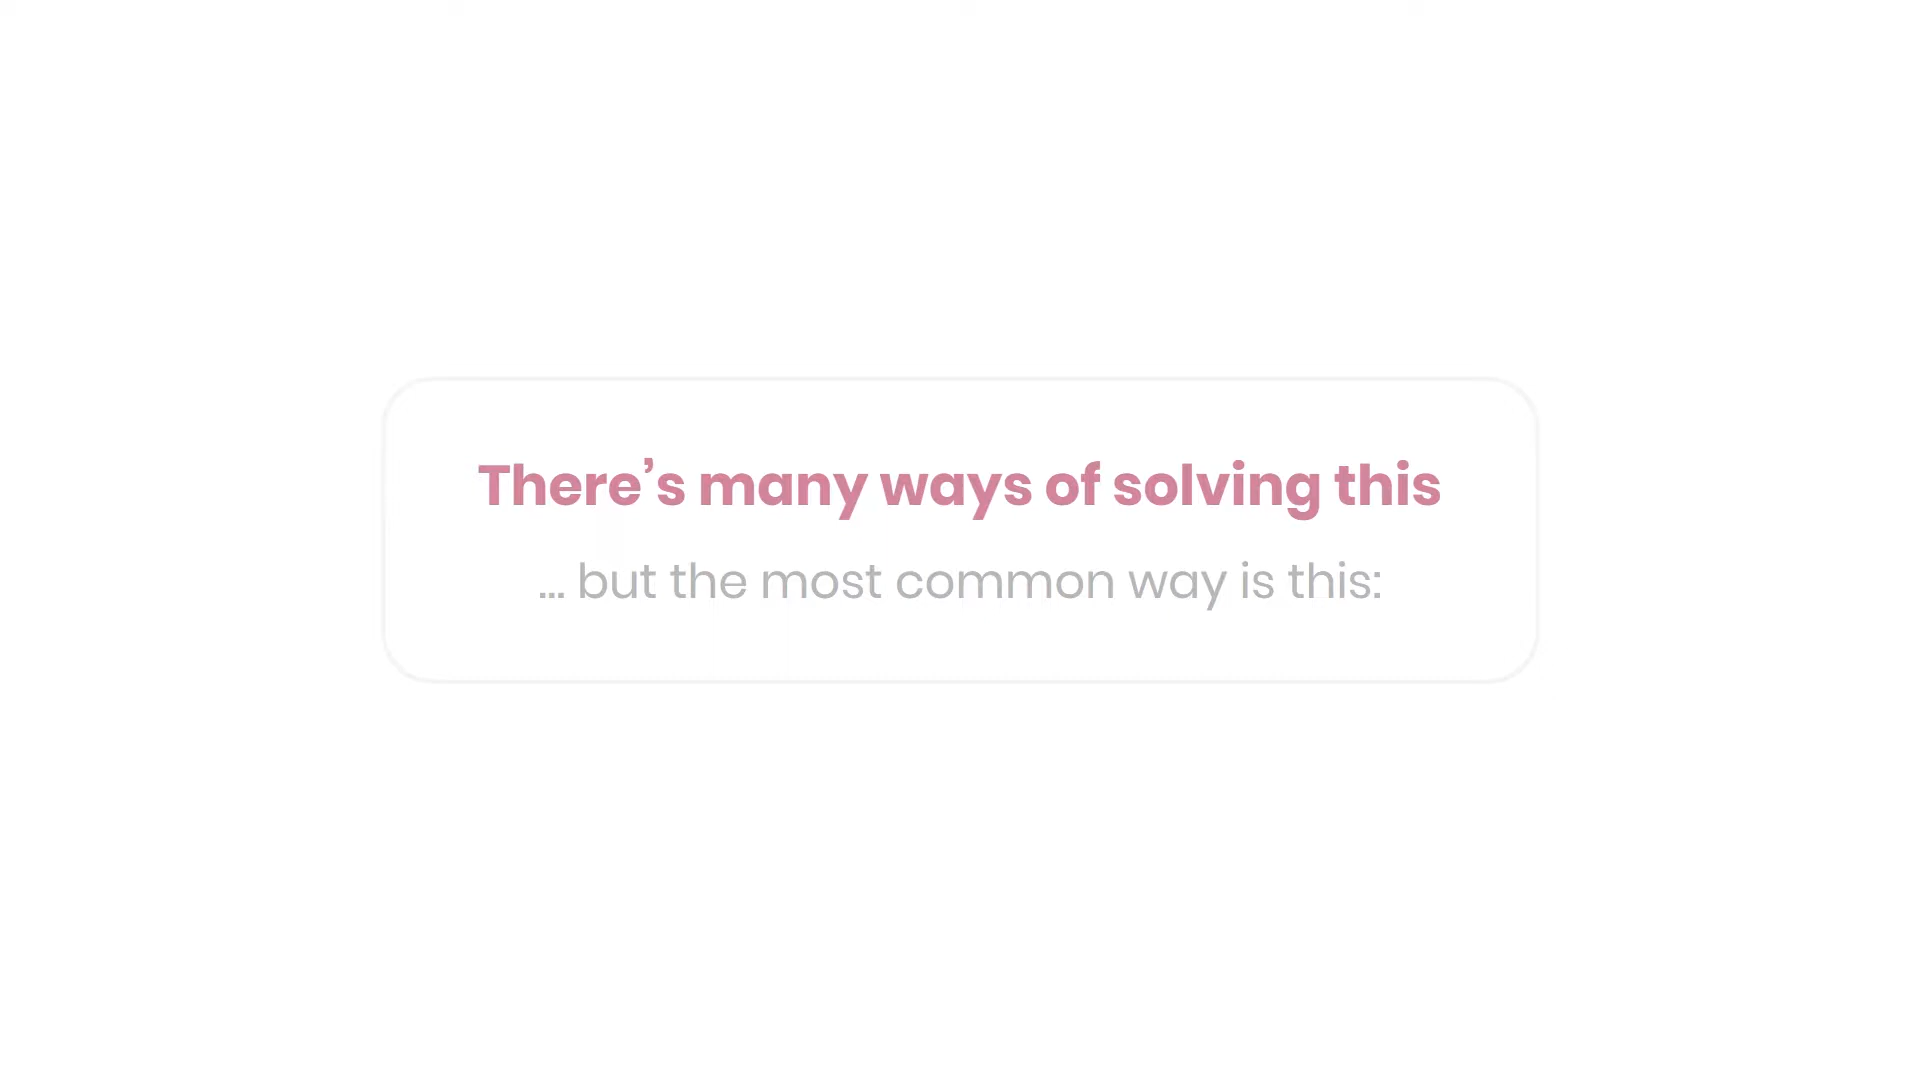 There’s many ways of solving this
... but the most common way is this: